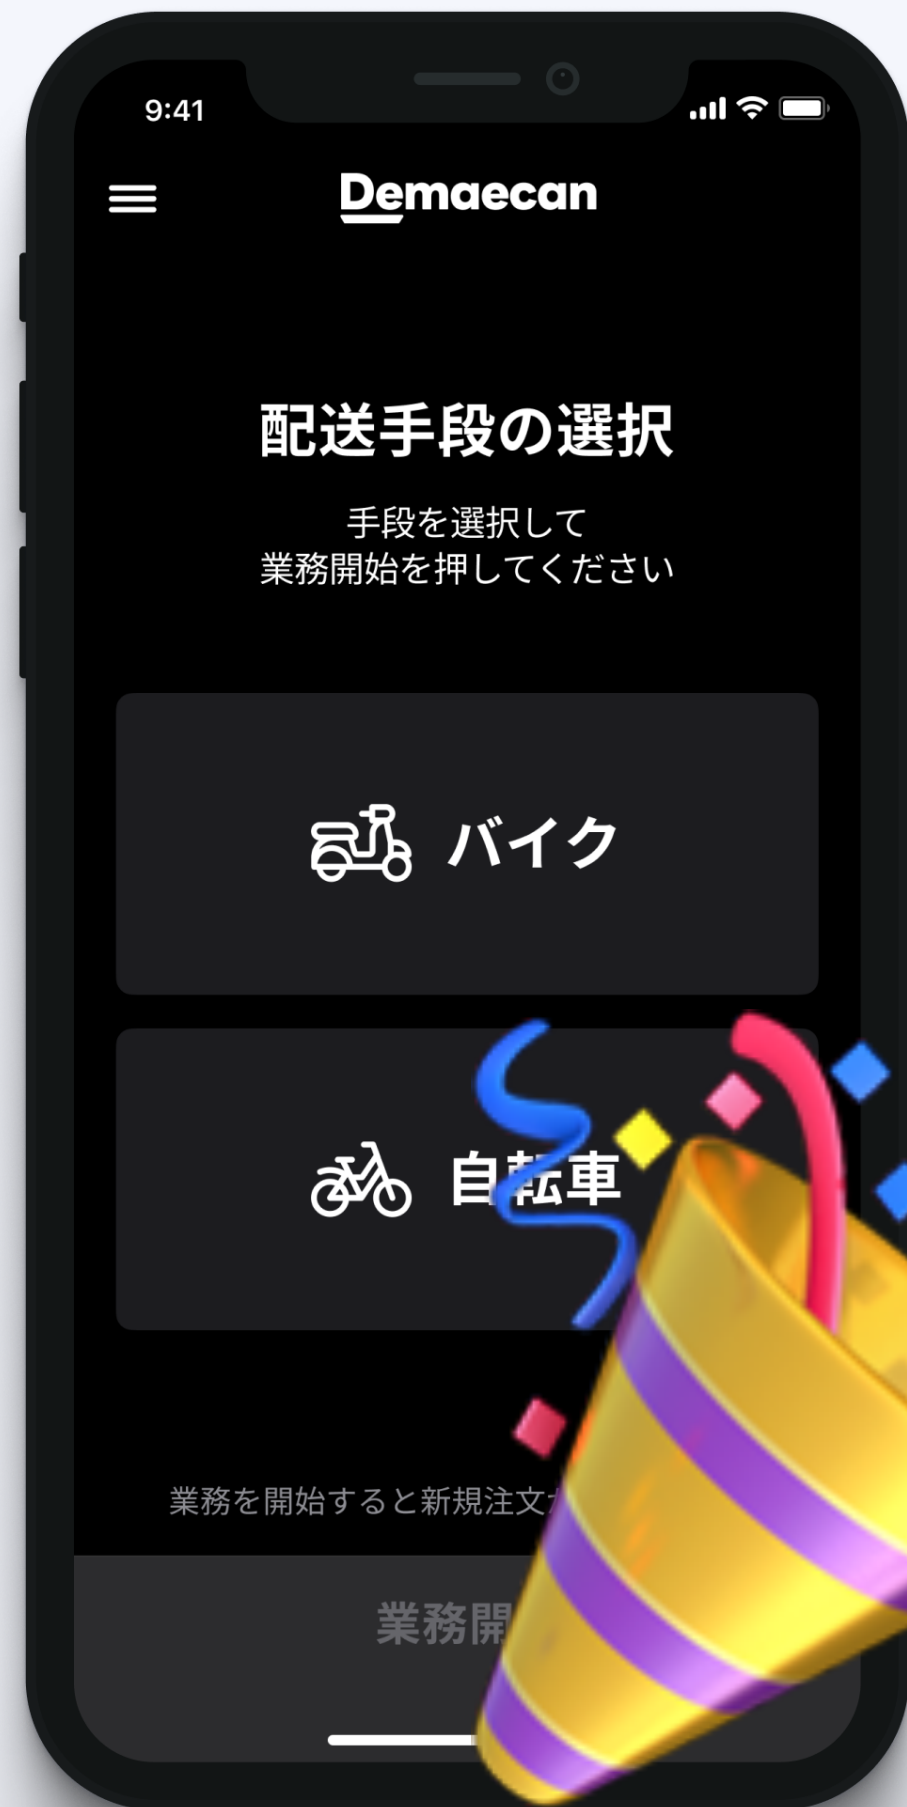 9:41
Demaecan
配送手段の選択
手段を選択して
業務開始を押してください
バイク
自転車
業務を開始すると新規注文
業務開